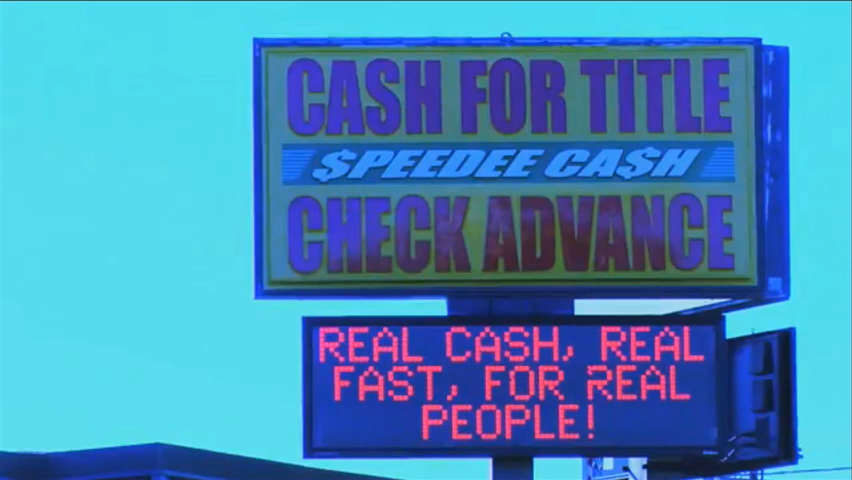 CASH FOR TITLE
$PEEDEE CA$H
CHECK ADVANCE
REAL CASH, REAL
FAST, FOR REAL
PEOPLE!